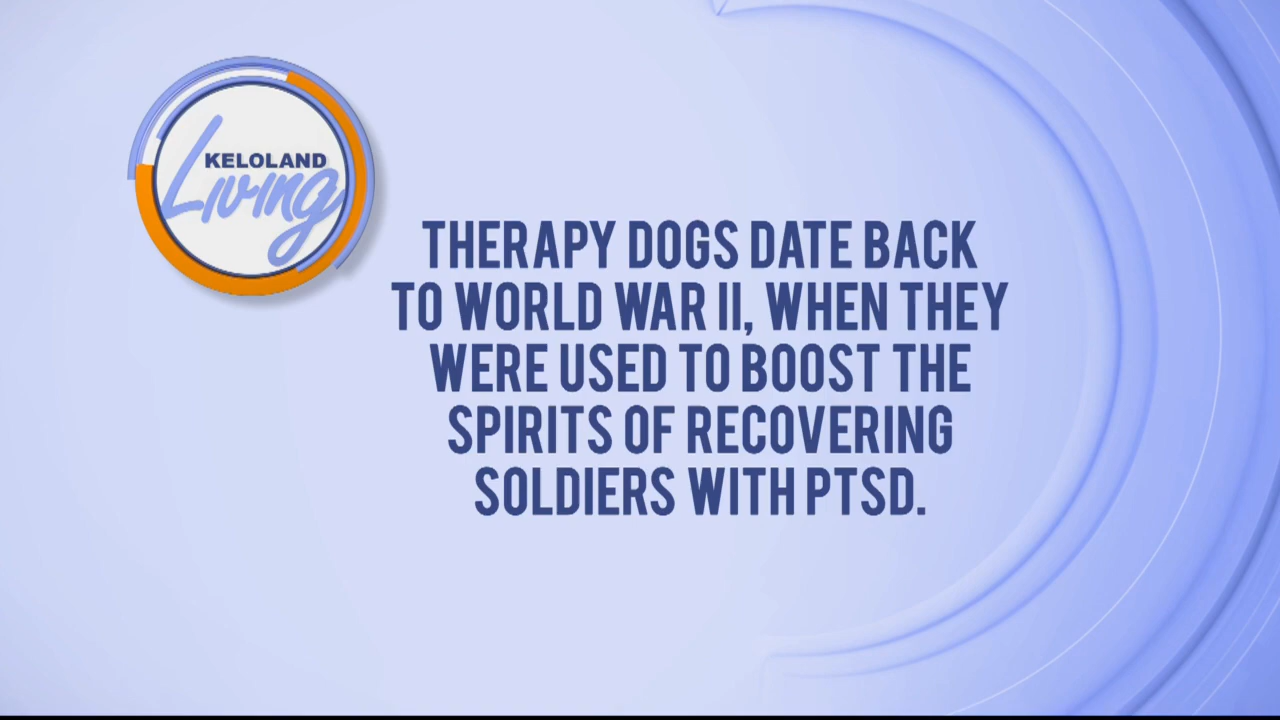 KELOLAND
Living
THERAPY DOGS DATE BACK
TO WORLD WAR II, WHEN THEY
WERE USED TO BOOST THE
SPIRITS OF RECOVERING
SOLDIERS WITH PTSD.